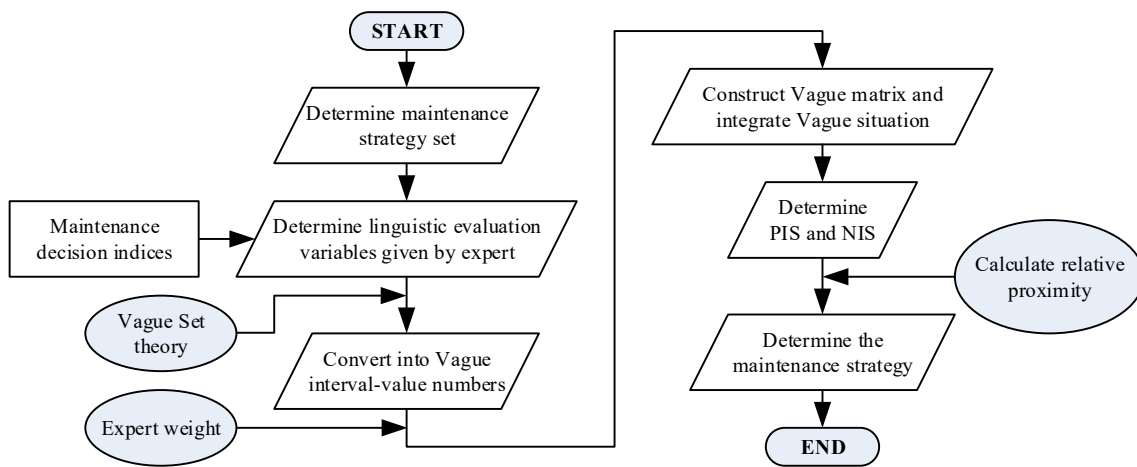 START
Determine maintenance
strategy set
Maintenance
decision indices
Determine linguistic evaluation
variables given by expert
Vague Set
theory
Convert into Vague
interval-value numbers
Expert weight
Construct Vague matrix and
integrate Vague situation
Determine
PIS and NIS
Calculate relative
proximity
Determine the
maintenance strategy
END